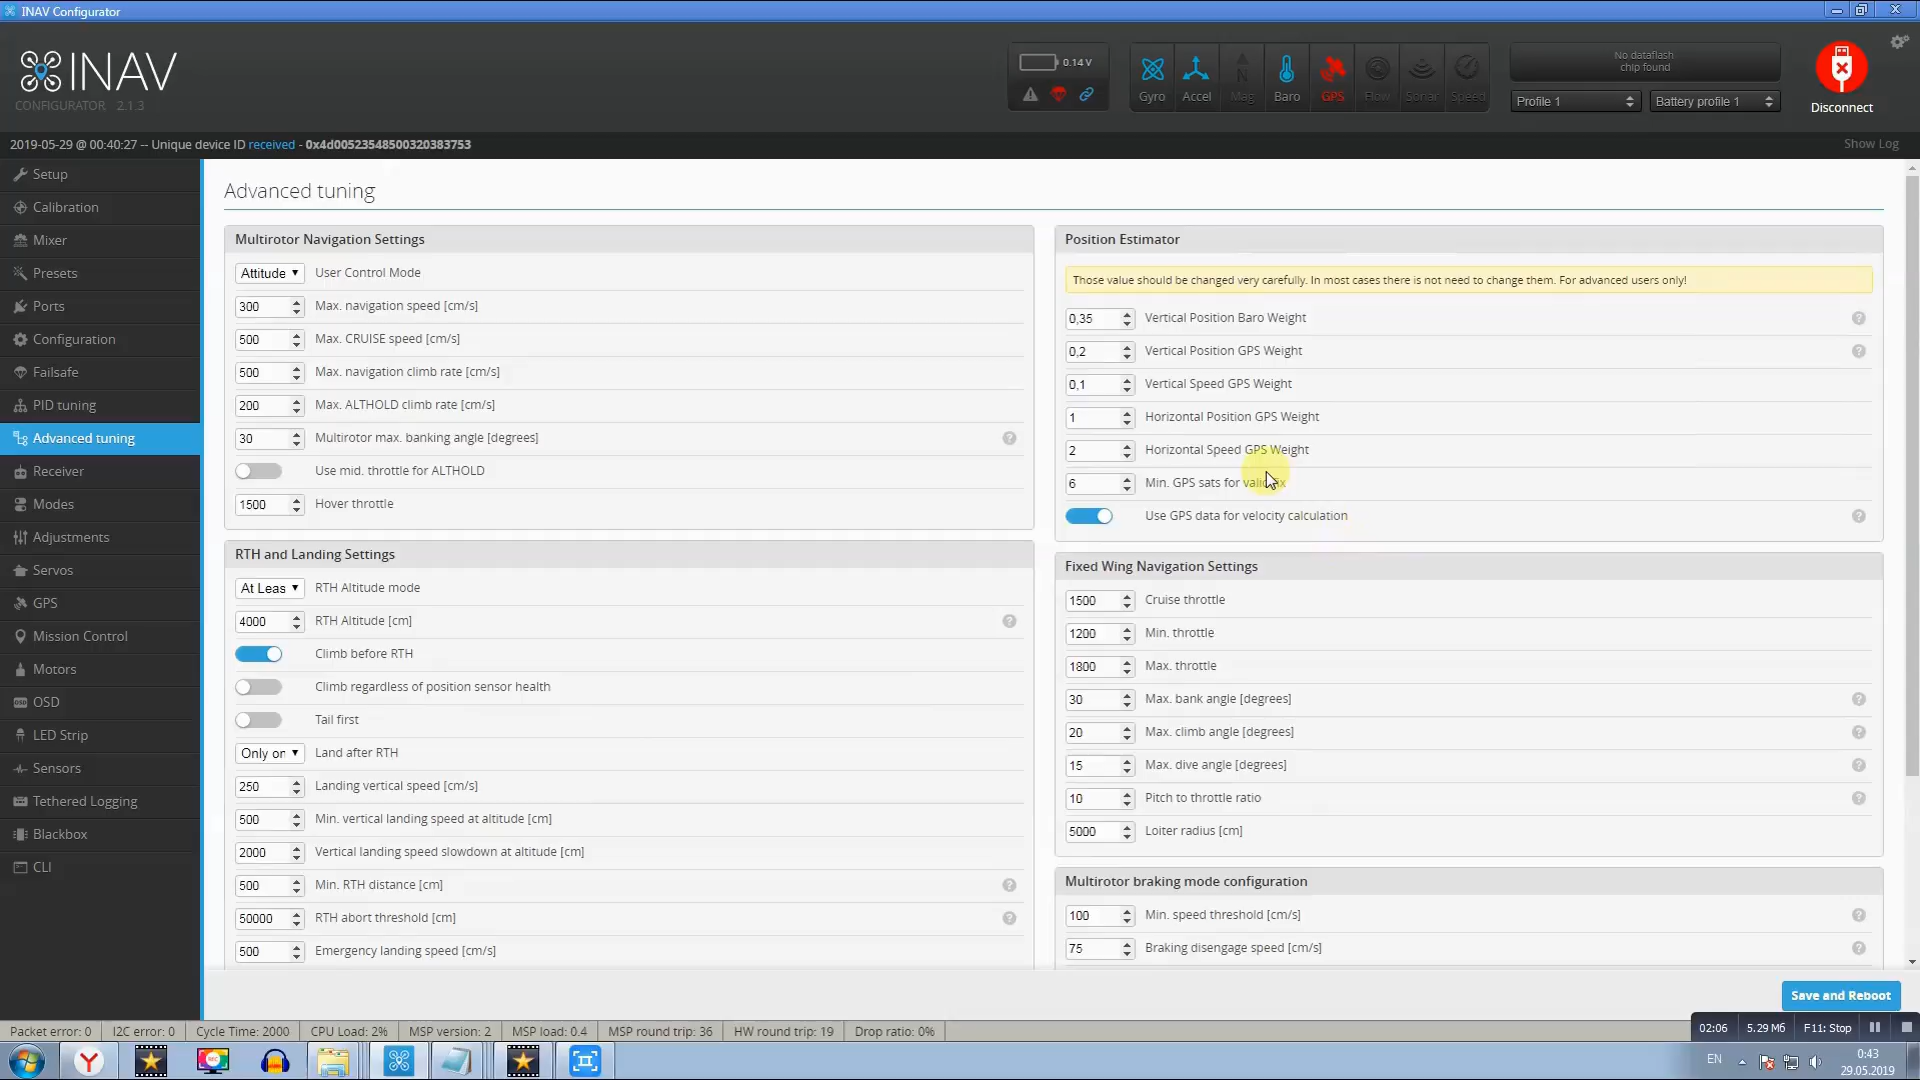 INAV Configurator
INAV
CONFIGURATOR 2.1.3
0.14 V
Gyro
Accel
Mag
Baro
GPS
Flow
Sonar
Speed
No dataflash
chip found
Profile 1
Battery profile 1
Disconnect
2019-05-29 @ 00:40:27 -- Unique device ID received - 0x4d00523548500320383753
Show Log
Setup
Calibration
Mixer
Presets
Ports
Configuration
Failsafe
PID tuning
Advanced tuning
Receiver
Modes
Adjustments
Servos
GPS
Mission Control
Motors
OSD
LED Strip
Sensors
Tethered Logging
Blackbox
CLI
Advanced tuning
Multirotor Navigation Settings
Attitude User Control Mode
300 Max. navigation speed [cm/s]
500 Max. CRUISE speed [cm/s]
500 Max. navigation climb rate [cm/s]
200 Max. ALTHOLD climb rate [cm/s]
30 Multirotor max. banking angle [degrees]
Use mid. throttle for ALTHOLD
1500 Hover throttle
RTH and Landing Settings
At Leas RTH Altitude mode
4000 RTH Altitude [cm]
Climb before RTH
Climb regardless of position sensor health
Tail first
Only on Land after RTH
250 Landing vertical speed [cm/s]
500 Min. vertical landing speed at altitude [cm]
2000 Vertical landing speed slowdown at altitude [cm]
500 Min. RTH distance [cm]
50000 RTH abort threshold [cm]
500 Emergency landing speed [cm/s]
Position Estimator
Those value should be changed very carefully. In most cases there is not need to change them. For advanced users only!
0,35 Vertical Position Baro Weight
0,2 Vertical Position GPS Weight
0,1 Vertical Speed GPS Weight
1 Horizontal Position GPS Weight
2 Horizontal Speed GPS Weight
6 Min. GPS sats for valid fix
Use GPS data for velocity calculation
Fixed Wing Navigation Settings
1500 Cruise throttle
1200 Min. throttle
1800 Max. throttle
30 Max. bank angle [degrees]
20 Max. climb angle [degrees]
15 Max. dive angle [degrees]
10 Pitch to throttle ratio
5000 Loiter radius [cm]
Multirotor braking mode configuration
100 Min. speed threshold [cm/s]
75 Braking disengage speed [cm/s]
Save and Reboot
Packet error: 0 I2C error: 0 Cycle Time: 2000 CPU Load: 2% MSP version: 2 MSP load: 0.4 MSP round trip: 36 HW round trip: 19 Drop ratio: 0%
02:06 5.29 Мб F11: Stop
EN
0:43
29.05.2019